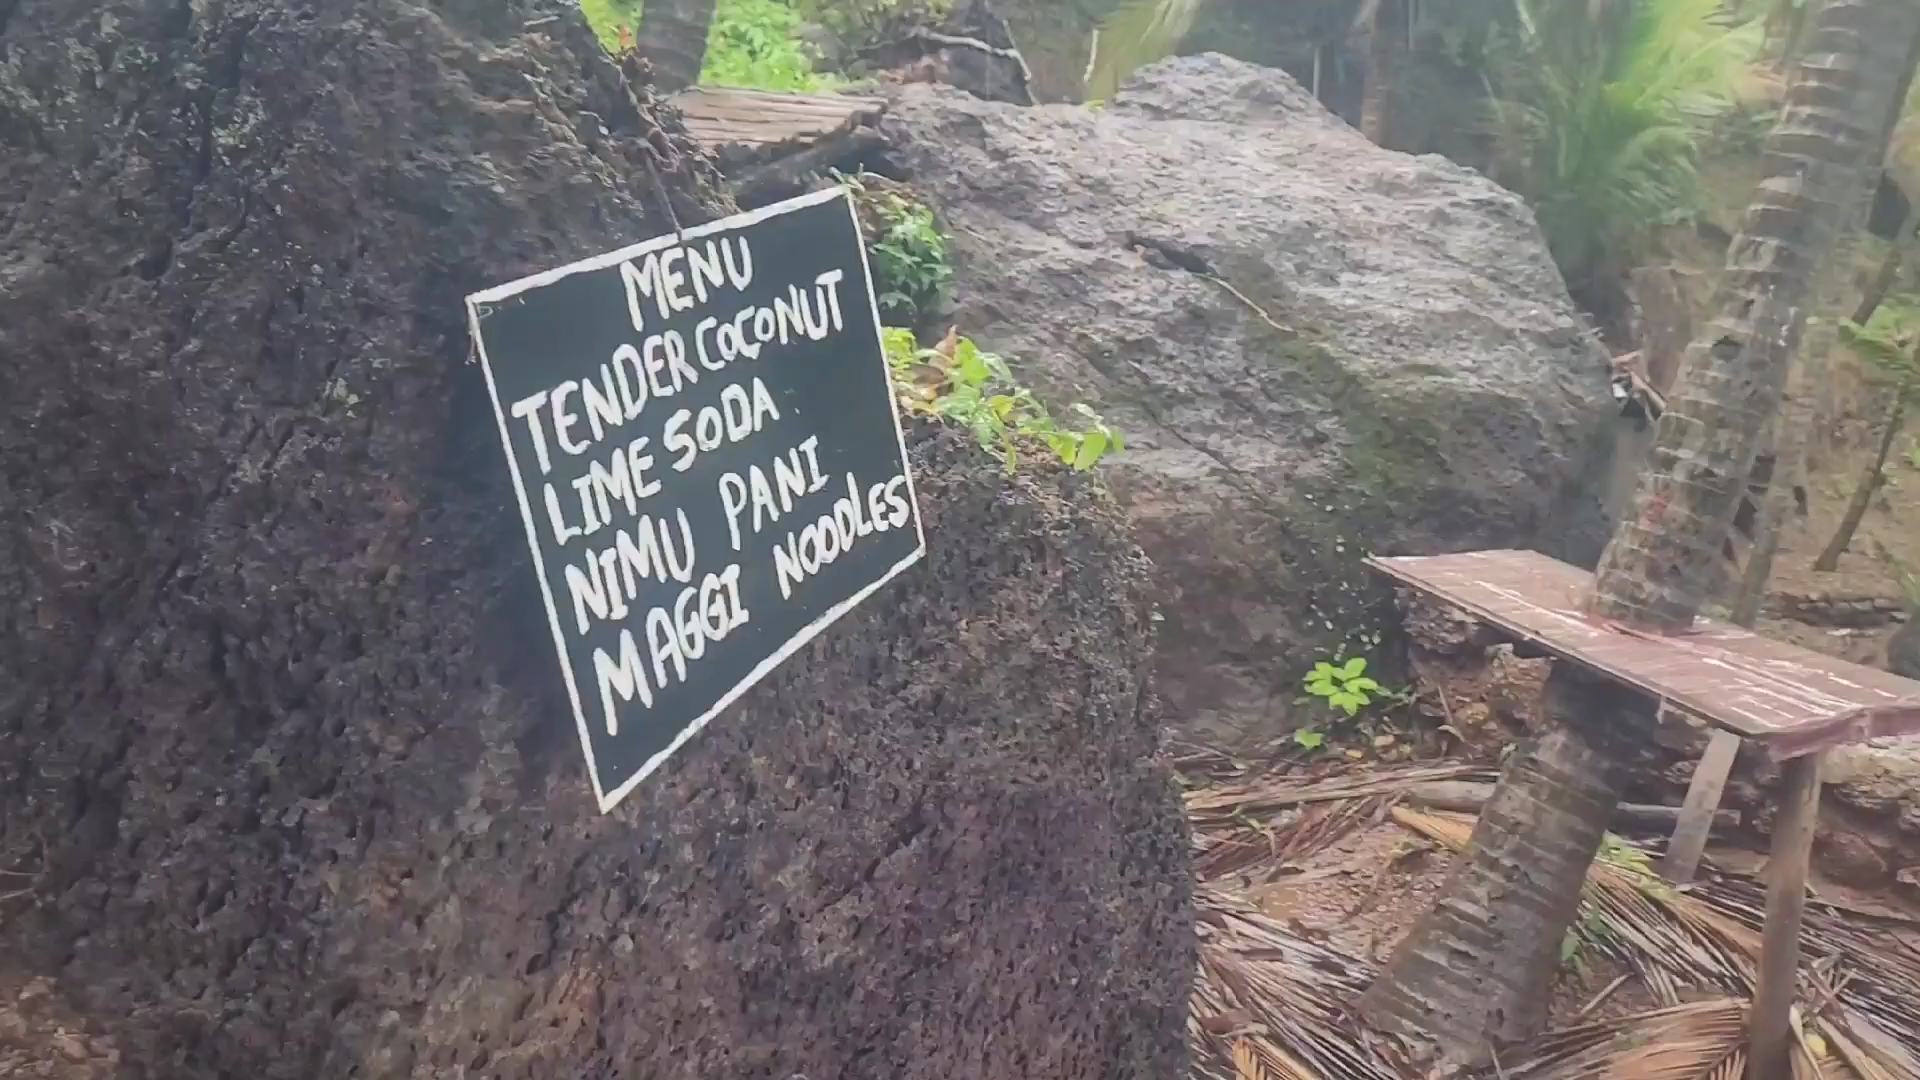 MENU
TENDER COCONUT
LIME SODA
NIMU PANI
MAGGI NOODLES